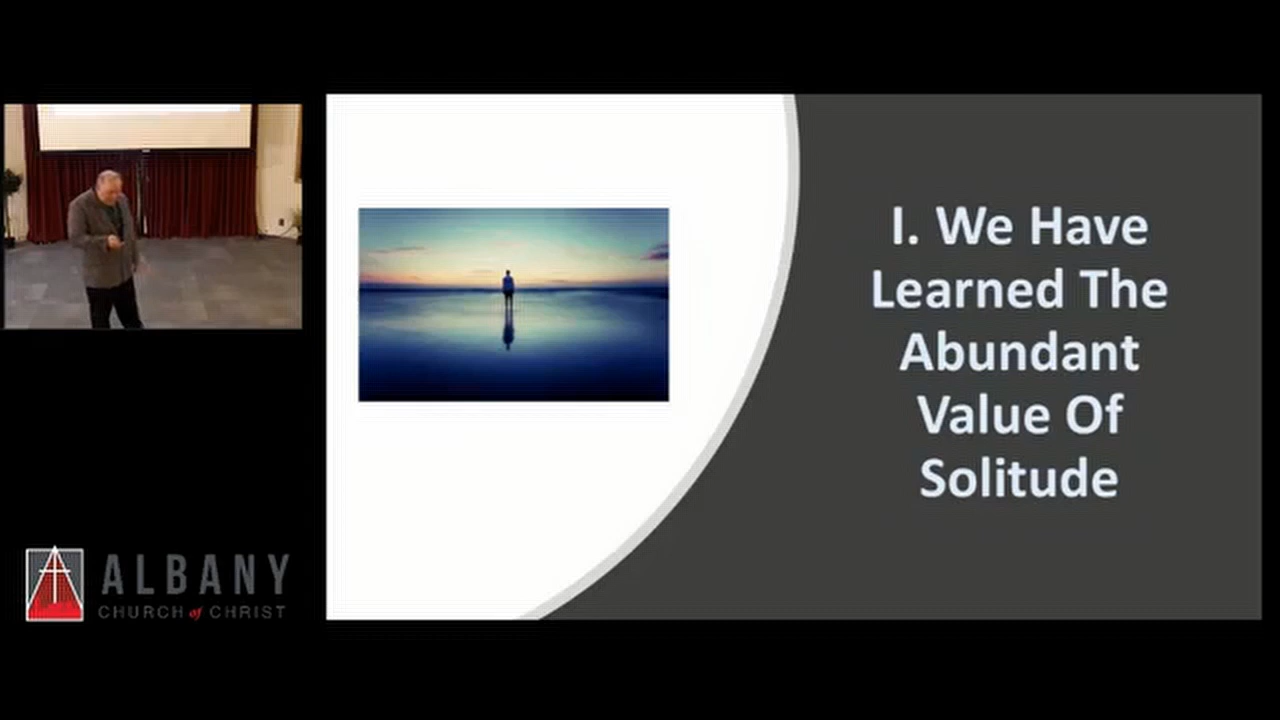 I. We Have
Learned The
Abundant
Value Of
Solitude
ALBANY
CHURCH of CHRIST